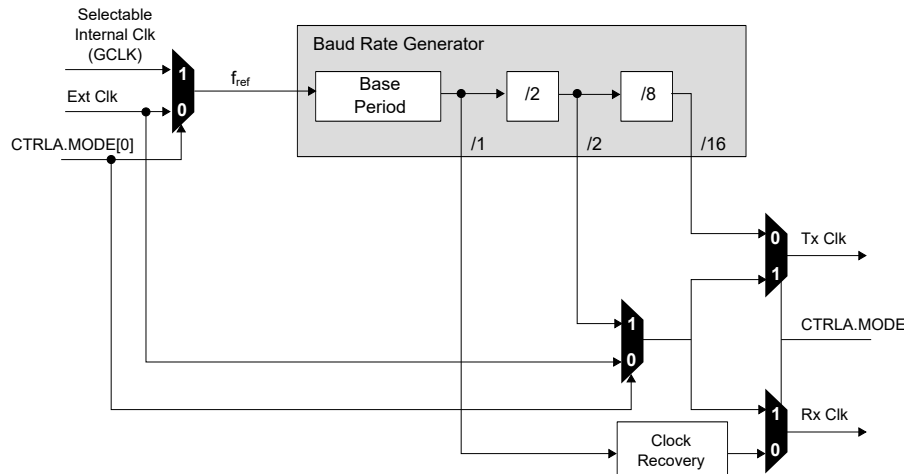 Selectable
Internal Clk
(GCLK)
Baud Rate Generator
1
f_ref
Base
Period
/2
/8
Ext Clk
0
CTRLA.MODE[0]
/1
/2
/16
0
Tx Clk
1
1
CTRLA.MODE
0
1
Rx Clk
Clock
Recovery
0